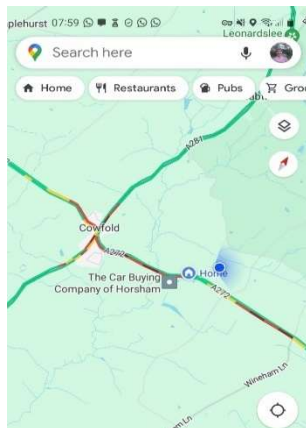 plehurst 07:59
Leonardslee
Search here
Home Restaurants Pubs Gro
A281
Cowfold
A272
The Car Buying
Company of Horsham
Home
A272
Wineham Ln
m Ln